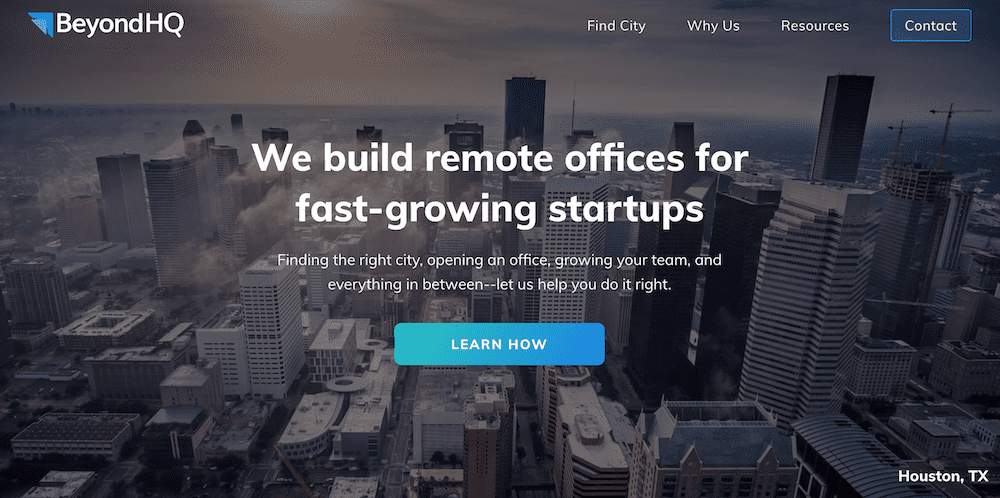 BeyondHQ
Find City
Why Us
Resources
Contact
We build remote offices for
fast-growing startups
Finding the right city, opening an office, growing your team, and
everything in between--let us help you do it right.
LEARN HOW
Houston, TX